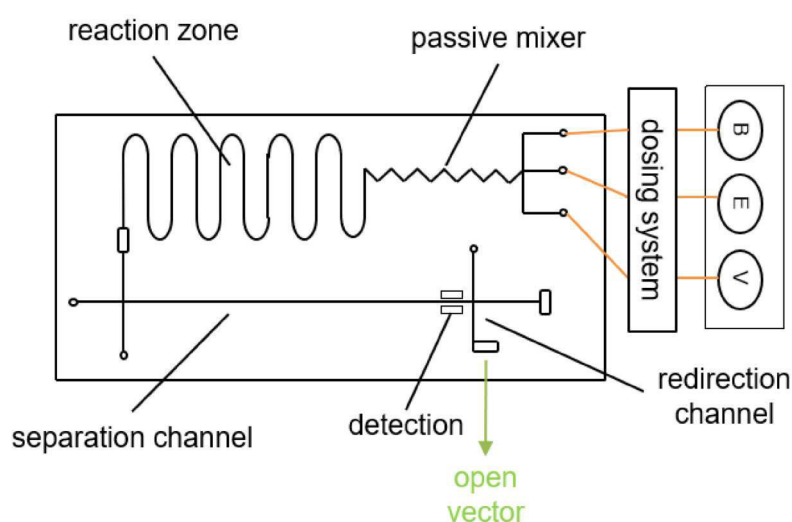 reaction zone
passive mixer
dosing system
B
E
V
separation channel
detection
redirection
channel
open
vector